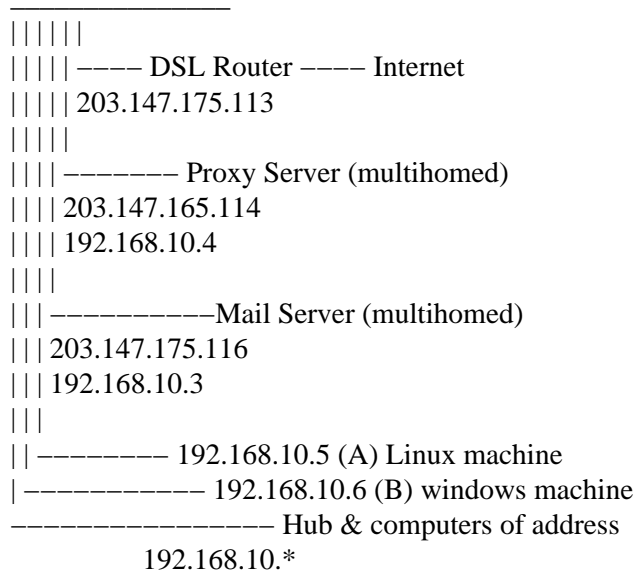 _______________
| | | | | |
| | | | | −−−− DSL Router −−−− Internet
| | | | | 203.147.175.113
| | | | |
| | | | −−−−−−− Proxy Server (multihomed)
| | | | 203.147.165.114
| | | | 192.168.10.4
| | | |
| | | −−−−−−−−−−Mail Server (multihomed)
| | | 203.147.175.116
| | | 192.168.10.3
| | |
| | −−−−−−−− 192.168.10.5 (A) Linux machine
| −−−−−−−−−−− 192.168.10.6 (B) windows machine
−−−−−−−−−−−−−−−− Hub & computers of address
192.168.10.*